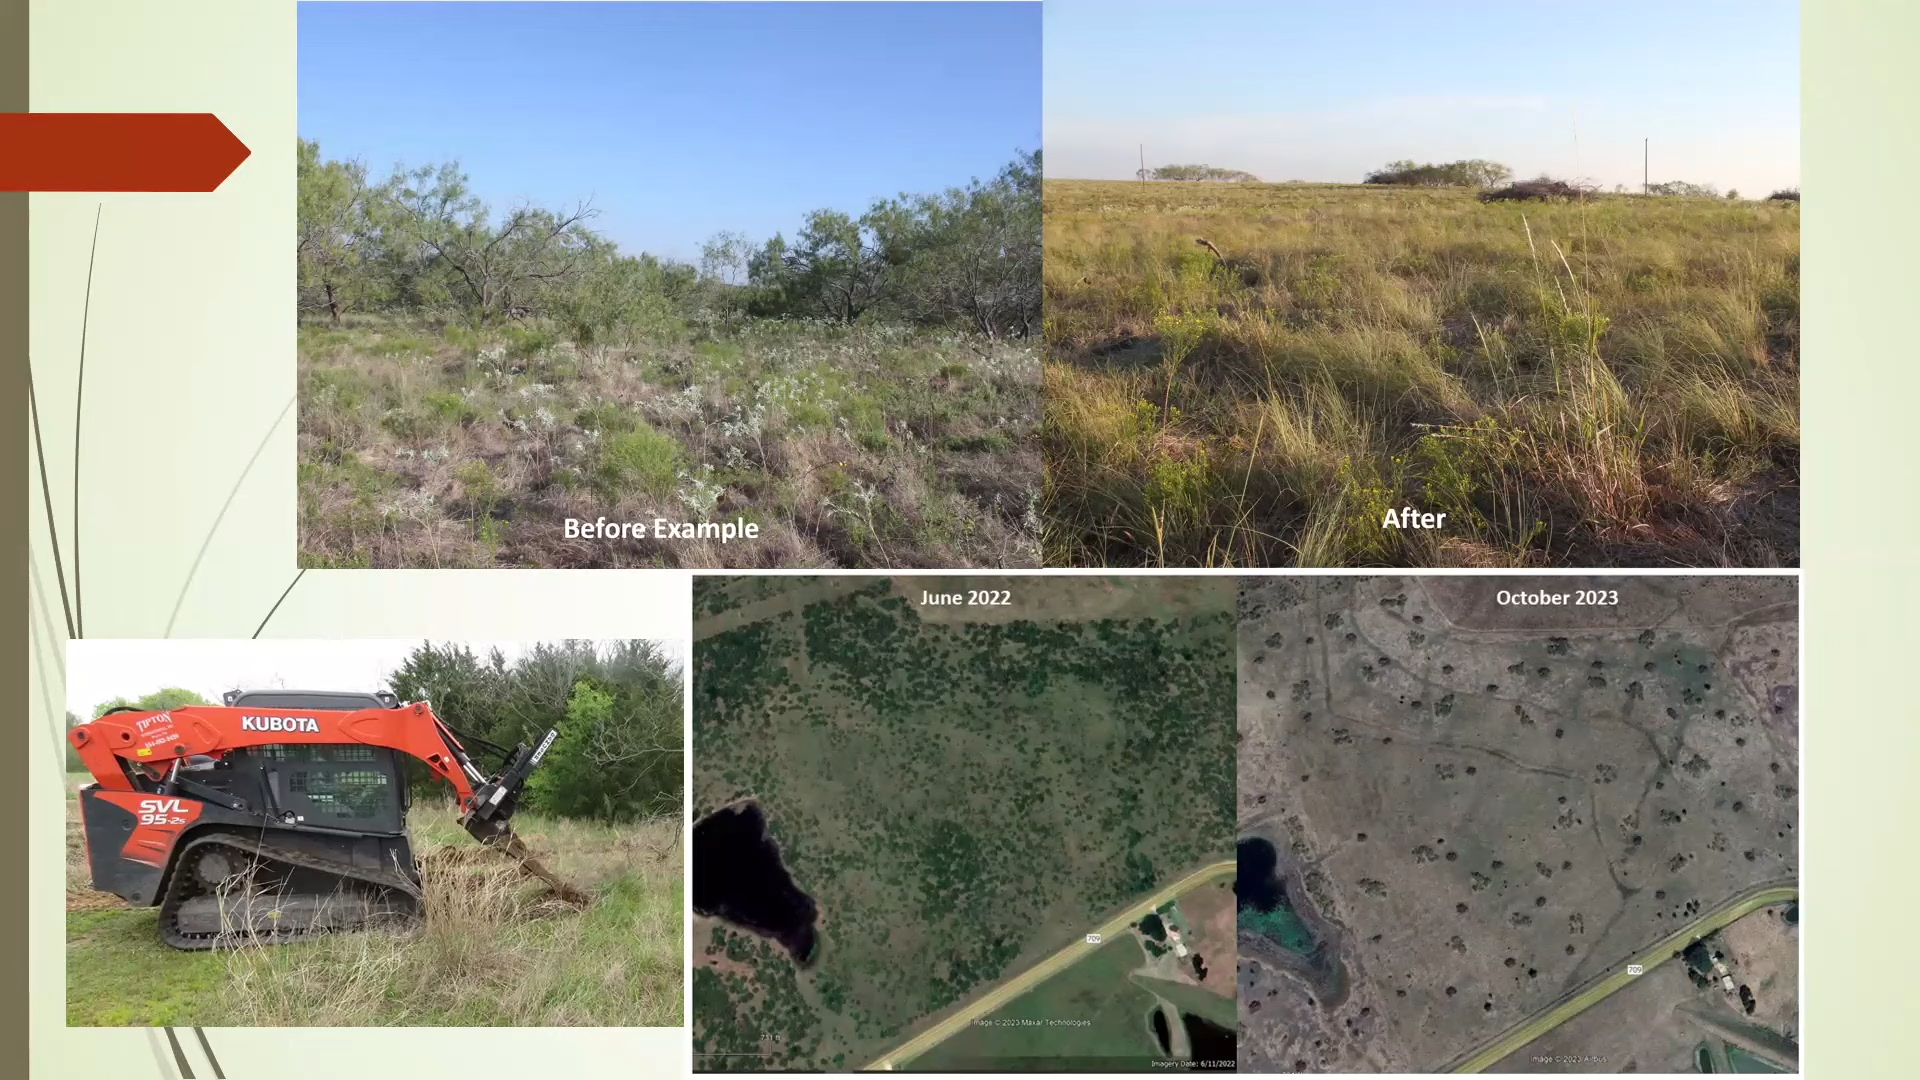 Before Example
After
June 2022
October 2023
TIPTON
KUBOTA
SVL
95-2s
709
709
Image © 2023 Maxar Technologies
Image © 2023 Airbus
Imagery Date: 6/11/2022